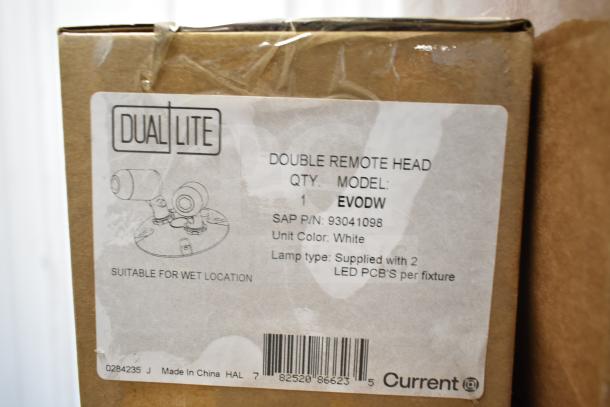 DUAL LITE
DOUBLE REMOTE HEAD
QTY. MODEL:
1 EVODW
SAP P/N: 93041098
Unit Color: White
Lamp type: Supplied with 2
LED PCB'S per fixture
SUITABLE FOR WET LOCATION
0284235 J Made In China HAL 7 82520 86623 5 Current